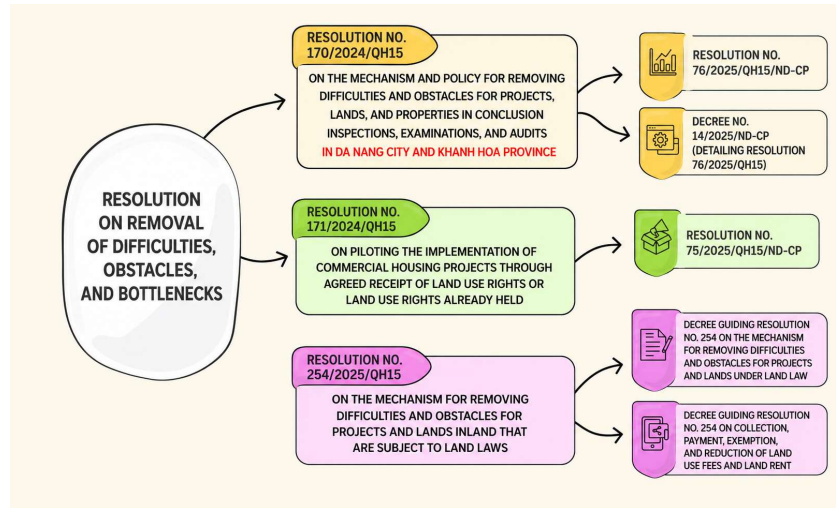 RESOLUTION
ON REMOVAL
OF DIFFICULTIES,
OBSTACLES,
AND BOTTLENECKS
RESOLUTION NO.
170/2024/QH15
ON THE MECHANISM AND POLICY FOR REMOVING
DIFFICULTIES AND OBSTACLES FOR PROJECTS,
LANDS, AND PROPERTIES IN CONCLUSION
INSPECTIONS, EXAMINATIONS, AND AUDITS
IN DA NANG CITY AND KHANH HOA PROVINCE
RESOLUTION NO.
76/2025/QH15/ND-CP
DECREE NO.
14/2025/ND-CP
(DETAILING RESOLUTION
76/2025/QH15)
RESOLUTION NO.
171/2024/QH15
ON PILOTING THE IMPLEMENTATION OF
COMMERCIAL HOUSING PROJECTS THROUGH
AGREED RECEIPT OF LAND USE RIGHTS OR
LAND USE RIGHTS ALREADY HELD
RESOLUTION NO.
75/2025/QH15/ND-CP
RESOLUTION NO.
254/2025/QH15
ON THE MECHANISM FOR REMOVING
DIFFICULTIES AND OBSTACLES FOR
PROJECTS AND LANDS INLAND THAT
ARE SUBJECT TO LAND LAWS
DECREE GUIDING RESOLUTION
NO. 254 ON THE MECHANISM
FOR REMOVING DIFFICULTIES
AND OBSTACLES FOR PROJECTS
AND LANDS UNDER LAND LAW
DECREE GUIDING RESOLUTION
NO. 254 ON COLLECTION,
PAYMENT, EXEMPTION,
AND REDUCTION OF LAND
USE FEES AND LAND RENT